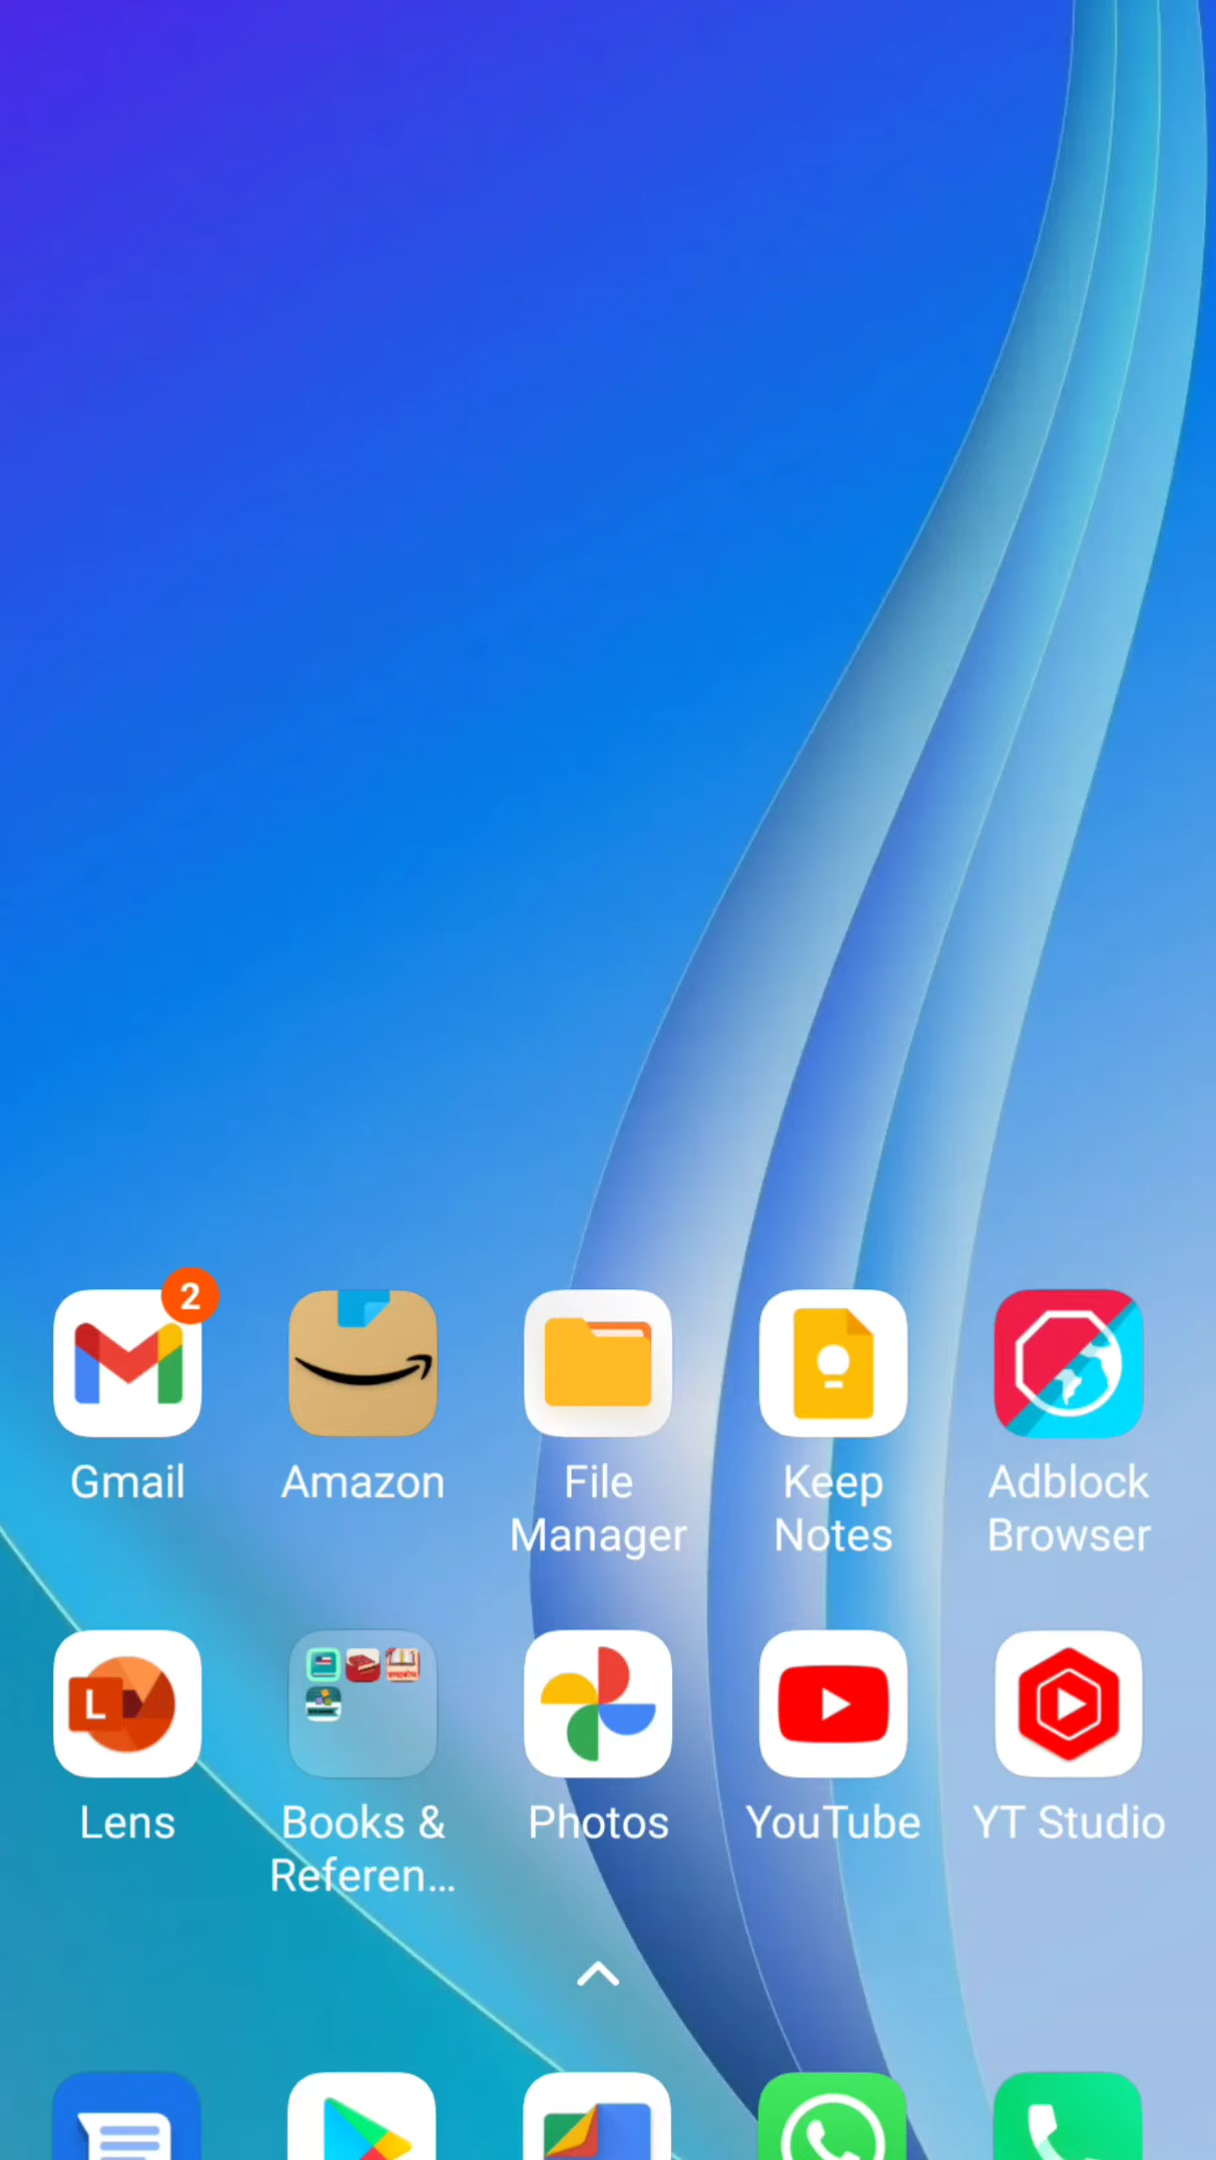 2
Gmail
Amazon
File
Manager
Keep
Notes
Adblock
Browser
L
Lens
Books &
Referen...
Photos
YouTube
YT Studio